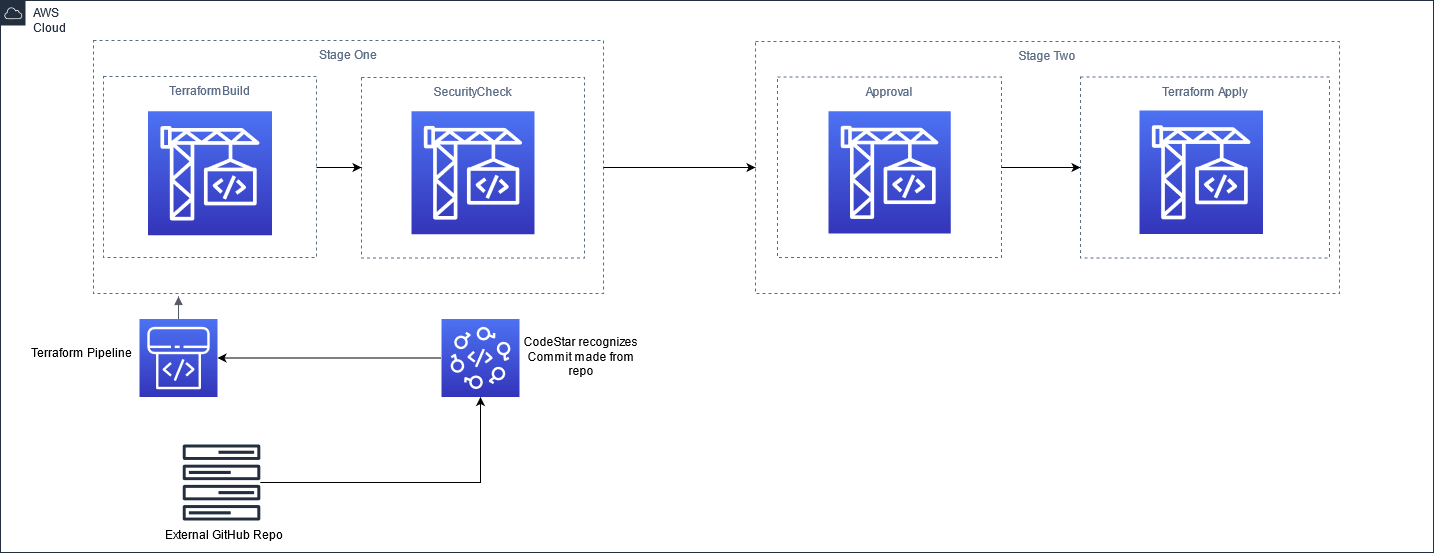 AWS
Cloud
Stage One
Stage Two
TerraformBuild
SecurityCheck
Approval
Terraform Apply
</>
</>
</>
</>
Terraform Pipeline
</>
</>
CodeStar recognizes
Commit made from
repo
External GitHub Repo